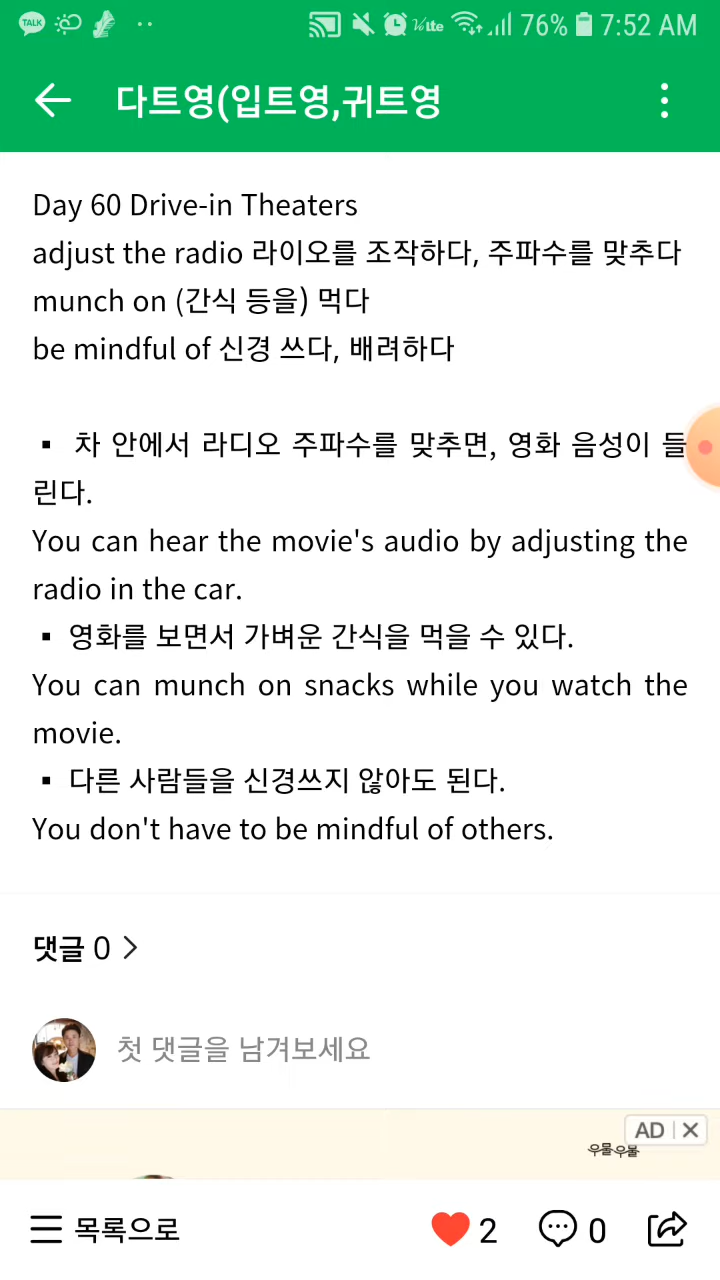 TALK
Volte
76%
7:52 AM
다트영(입트영,귀트영
Day 60 Drive-in Theaters
adjust the radio 라이오를 조작하다, 주파수를 맞추다
munch on (간식 등을) 먹다
be mindful of 신경 쓰다, 배려하다
▪ 차 안에서 라디오 주파수를 맞추면, 영화 음성이 들
린다.
You can hear the movie's audio by adjusting the
radio in the car.
▪ 영화를 보면서 가벼운 간식을 먹을 수 있다.
You can munch on snacks while you watch the
movie.
▪ 다른 사람들을 신경쓰지 않아도 된다.
You don't have to be mindful of others.
댓글 0
첫 댓글을 남겨보세요
AD
우물우물
목록으로
2
0